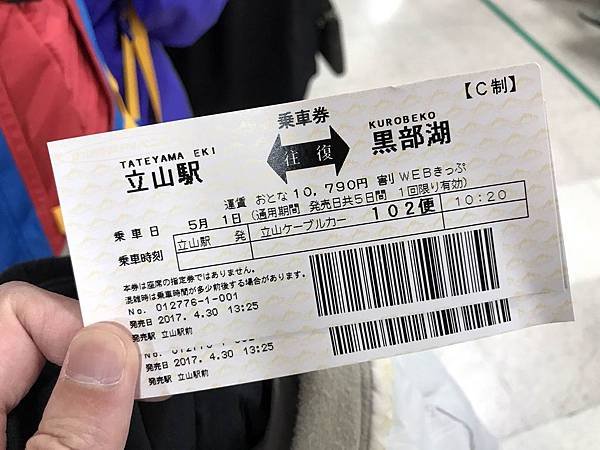 【C制】
乗車券
TATEYAMA EKI
立山駅
往復
KUROBEKO
黒部湖
運賃 おとな 10,790円 割 WEBきっぷ
乗車日 5月 1日 (通用期間 発売日共5日間 1回限り有効)
乗車時刻 立山駅 発 立山ケーブルカー 102便 10:20
本券は座席の指定券ではありません。
混雑時は乗車時間が多少前後する場合があります。
No. 012776-1-001
発売日 2017. 4.30 13:25
発売駅 立山駅前
発売日 2017. 4.30 13:25
発売駅 立山駅前